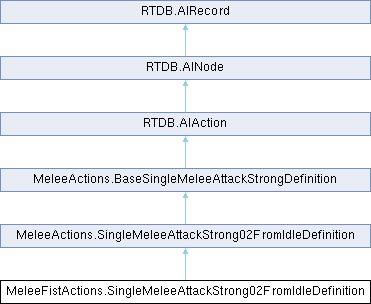 RTDB.AIRecord
RTDB.AINode
RTDB.AIAction
MeleeActions.BaseSingleMeleeAttackStrongDefinition
MeleeActions.SingleMeleeAttackStrong02FromIdleDefinition
MeleeFistActions.SingleMeleeAttackStrong02FromIdleDefinition